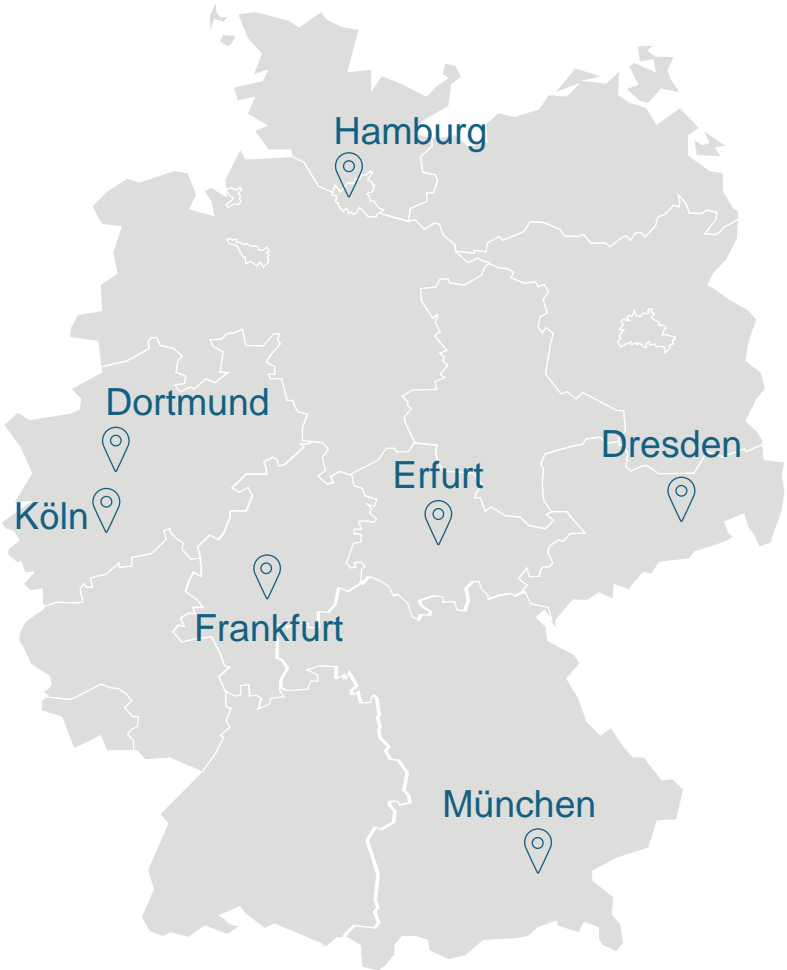 Hamburg
Dortmund
Dresden
Erfurt
Köln
Frankfurt
München